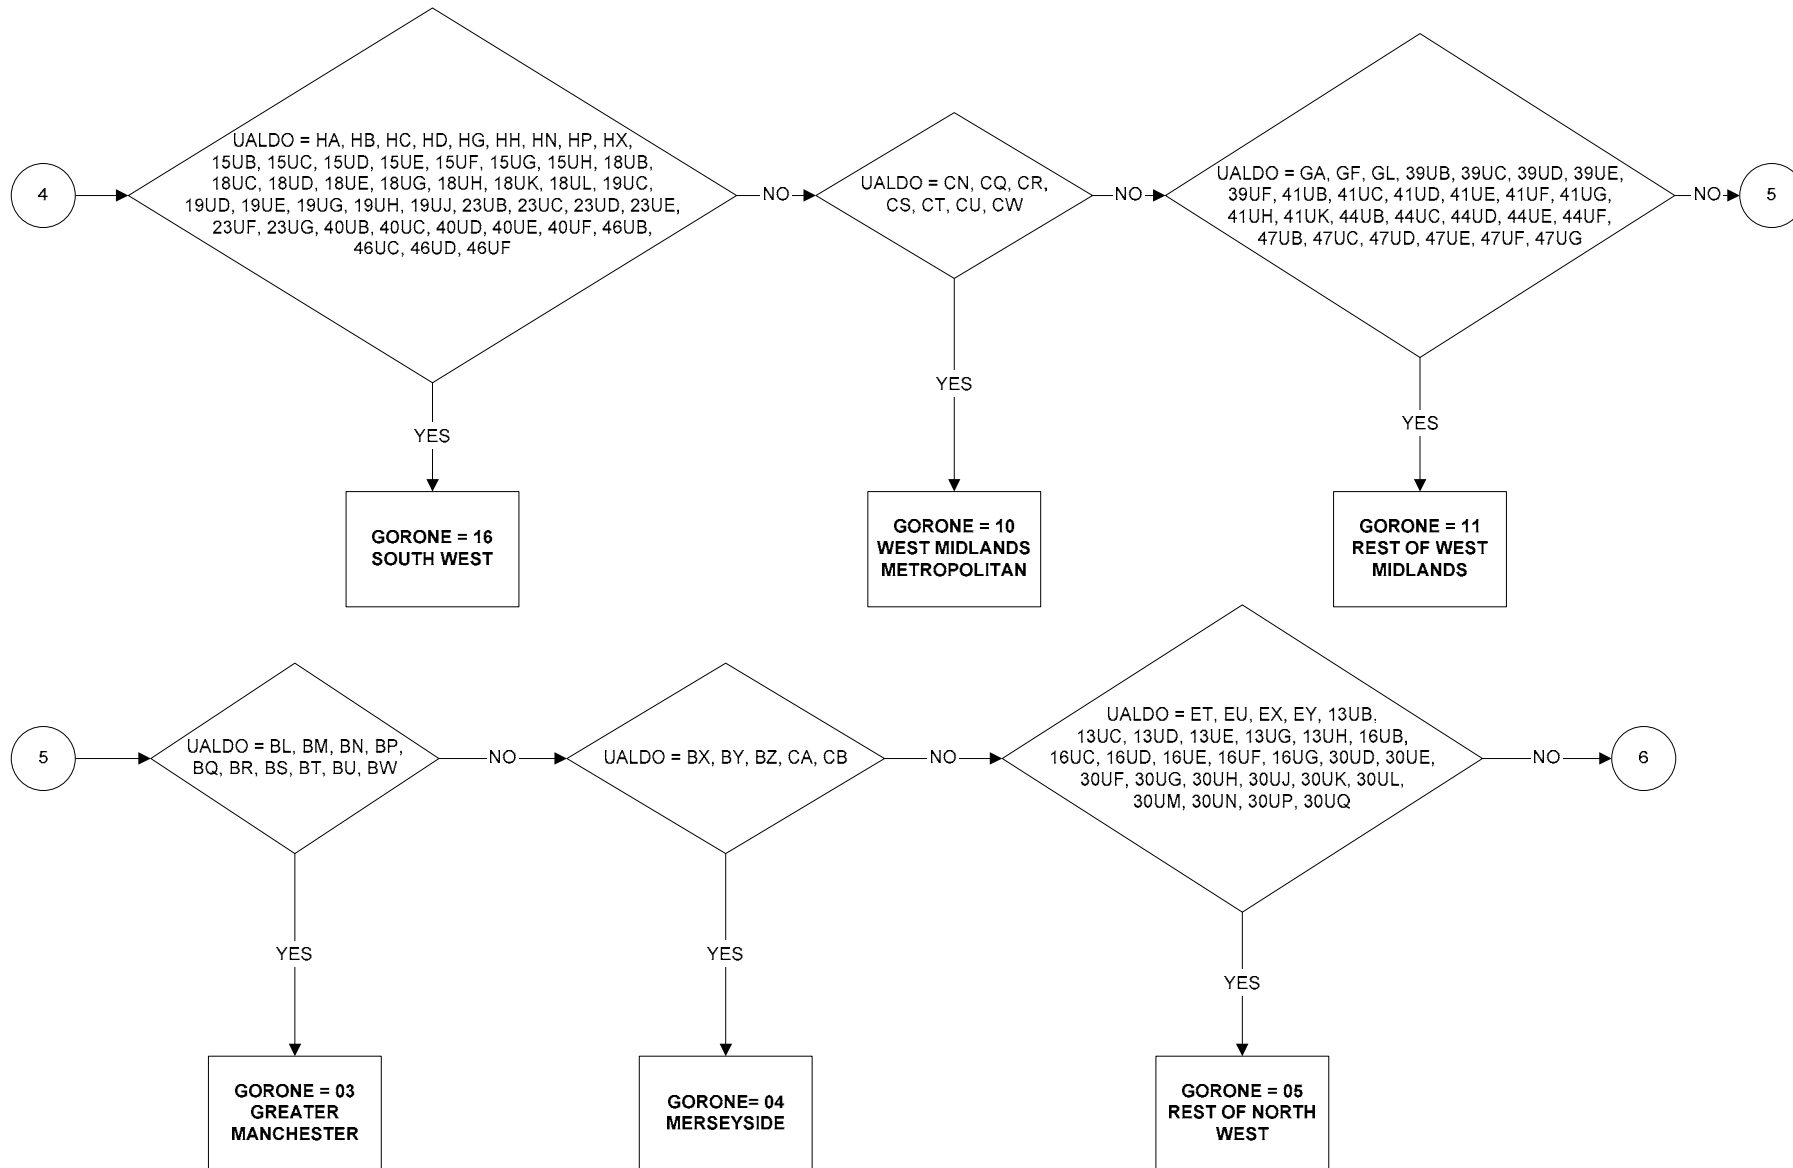 4
UALDO = HA, HB, HC, HD, HG, HH, HN, HP, HX,
15UB, 15UC, 15UD, 15UE, 15UF, 15UG, 15UH, 18UB,
18UC, 18UD, 18UE, 18UG, 18UH, 18UK, 18UL, 19UC,
19UD, 19UE, 19UG, 19UH, 19UJ, 23UB, 23UC, 23UD, 23UE,
23UF, 23UG, 40UB, 40UC, 40UD, 40UE, 40UF, 46UB,
46UC, 46UD, 46UF
NO
UALDO = CN, CQ, CR,
CS, CT, CU, CW
NO
UALDO = GA, GF, GL, 39UB, 39UC, 39UD, 39UE,
39UF, 41UB, 41UC, 41UD, 41UE, 41UF, 41UG,
41UH, 41UK, 44UB, 44UC, 44UD, 44UE, 44UF,
47UB, 47UC, 47UD, 47UE, 47UF, 47UG
NO
5
YES
YES
YES
GORONE = 16
SOUTH WEST
GORONE = 10
WEST MIDLANDS
METROPOLITAN
GORONE = 11
REST OF WEST
MIDLANDS
5
UALDO = BL, BM, BN, BP,
BQ, BR, BS, BT, BU, BW
NO
UALDO = BX, BY, BZ, CA, CB
NO
UALDO = ET, EU, EX, EY, 13UB,
13UC, 13UD, 13UE, 13UG, 13UH, 16UB,
16UC, 16UD, 16UE, 16UF, 16UG, 30UD, 30UE,
30UF, 30UG, 30UH, 30UJ, 30UK, 30UL,
30UM, 30UN, 30UP, 30UQ
NO
6
YES
YES
YES
GORONE = 03
GREATER
MANCHESTER
GORONE= 04
MERSEYSIDE
GORONE = 05
REST OF NORTH
WEST